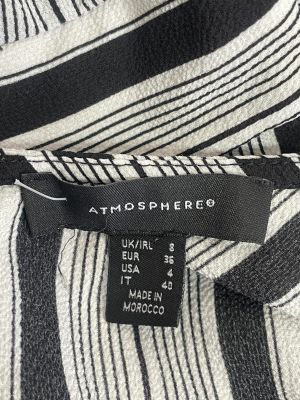 ATMOSPHERE®
UK/IRL 8
EUR 36
USA 4
IT 40
MADE IN
MOROCCO